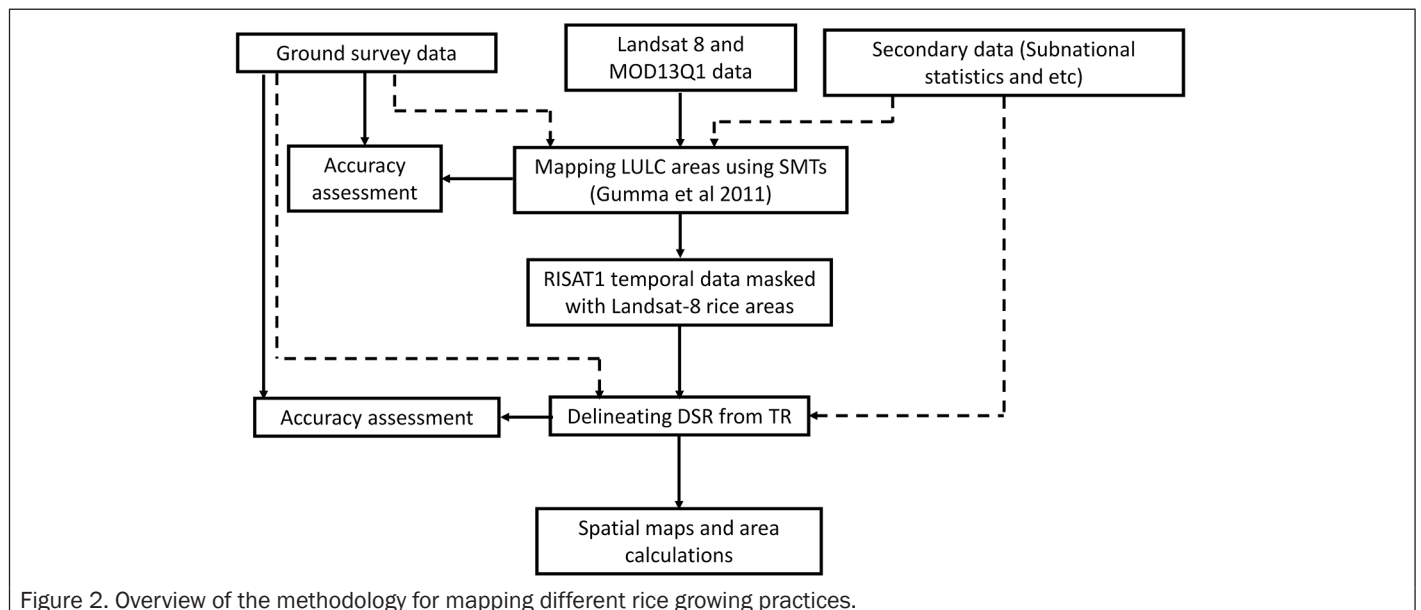 Ground survey data
Landsat 8 and
MOD13Q1 data
Secondary data (Subnational
statistics and etc)
Accuracy
assessment
Mapping LULC areas using SMTs
(Gumma et al 2011)
RISAT1 temporal data masked
with Landsat-8 rice areas
Accuracy assessment
Delineating DSR from TR
Spatial maps and area
calculations
Figure 2. Overview of the methodology for mapping different rice growing practices.